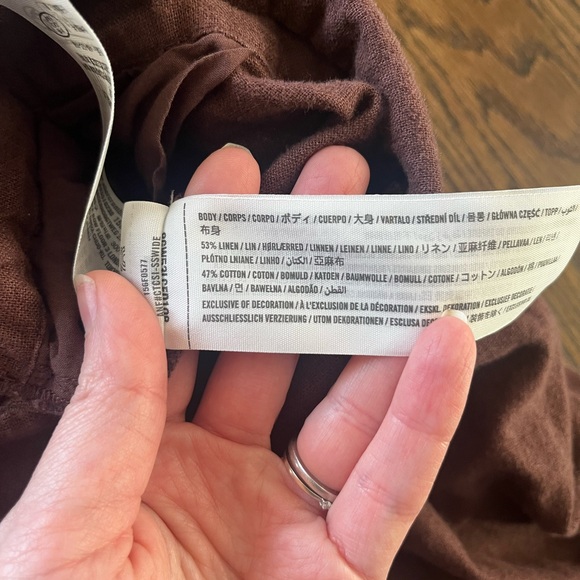 BODY / CORPS / CORPO / ボディ / CUERPO / 大身 / VARTALO / STŘEDNÍ DÍL / 몸통 / GŁÓWNA CZĘŚĆ / TOPP /
布身
53% LINEN / LIN / HØR/LÆRRED / LINNEN / LEINEN / LINNE / LINO / リネン / 亚麻纤维 / PELLAVA / LEN /
PŁÓTNO LNIANE / LINHO / الكتان / 亞麻布
47% COTTON / COTON / BOMULD / KATOEN / BAUMWOLLE / BOMULL / COTONE / コットン / ALGODÓN / 棉 /
BAVLNA / 면 / BAWEŁNA / ALGODÃO / القطن
EXCLUSIVE OF DECORATION / À L'EXCLUSION DE LA DÉCORATION / EKSKL. DEKORATION / EXCLUSIEF
AUSSCHLIESSLICH VERZIERUNG / UTOM DEKORATIONEN / ESCLUSA